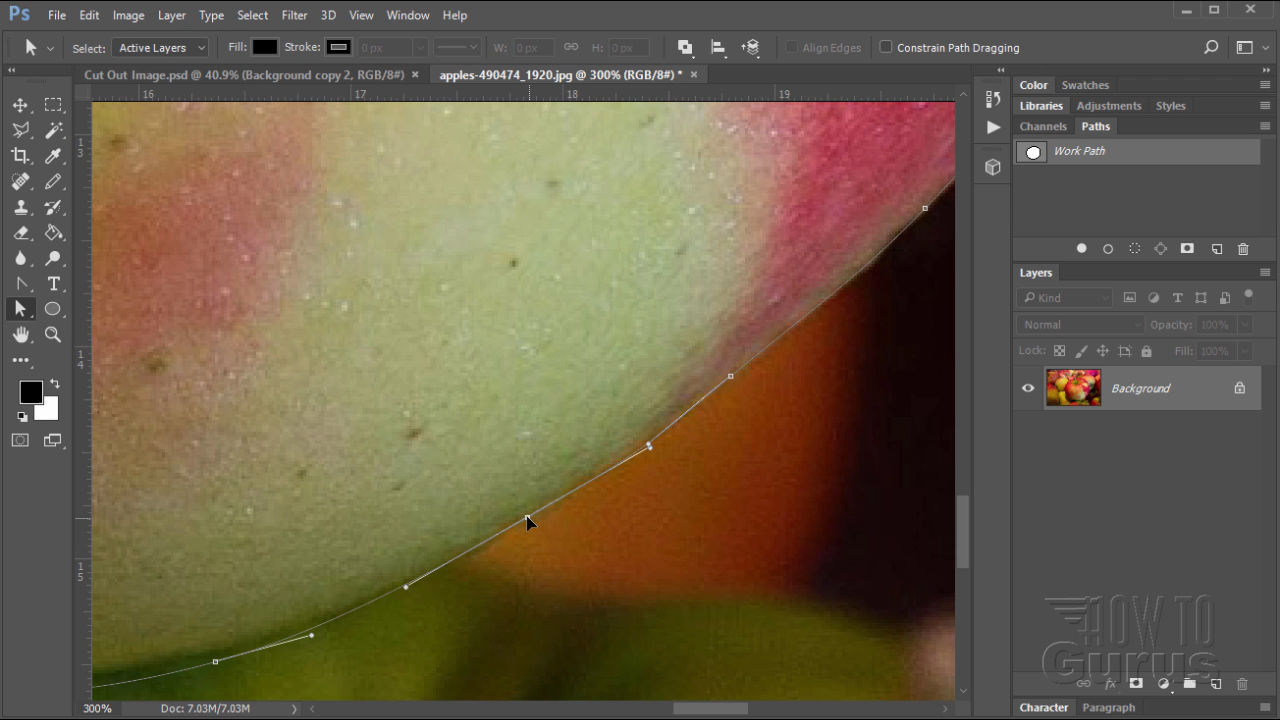 Ps File Edit Image Layer Type Select Filter 3D View Window Help
Select: Active Layers Fill: Stroke: 0 px W: 0 px H: 0 px Align Edges Constrain Path Dragging
Cut Out Image.psd @ 40.9% (Background copy 2, RGB/8#) × apples-490474_1920.jpg @ 300% (RGB/8#) * ×
16 17 18 19
13
14
15
Color Swatches
Libraries Adjustments Styles
Channels Paths
Work Path
Layers
Kind
Normal Opacity: 100%
Lock: Fill: 100%
Background
HOW TO
Gurus
fx
300% Doc: 7.03M/7.03M
Character Paragraph